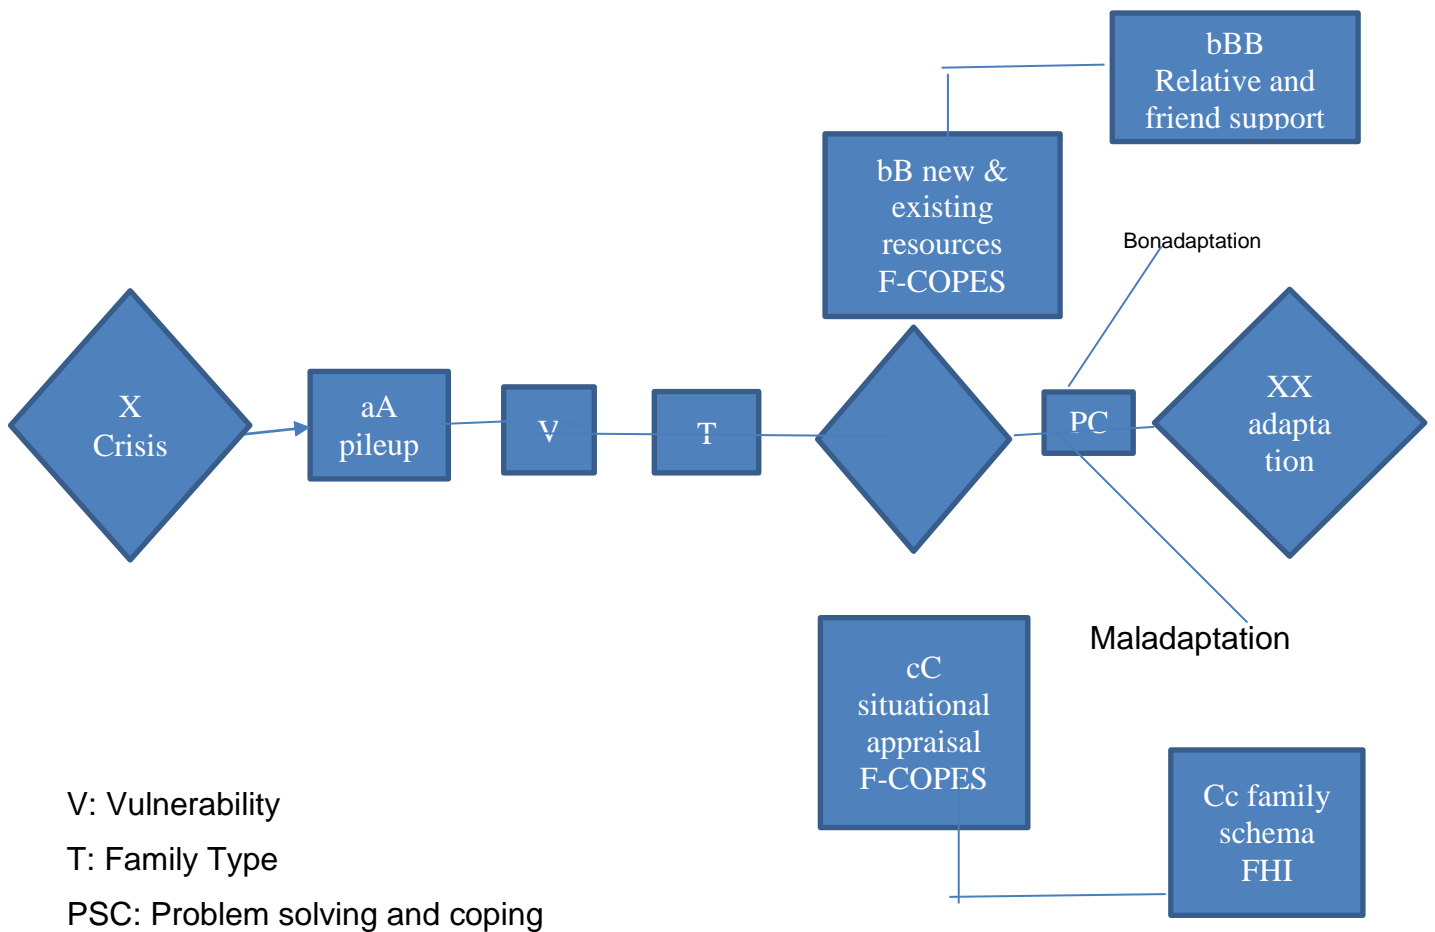 bBB
Relative and
friend support
bB new &
existing
resources
F-COPES
Bonadaptation
X
Crisis
aA
pileup
V
T
PC
XX
adapta
tion
Maladaptation
cC
situational
appraisal
F-COPES
Cc family
schema
FHI
V: Vulnerability
T: Family Type
PSC: Problem solving and coping